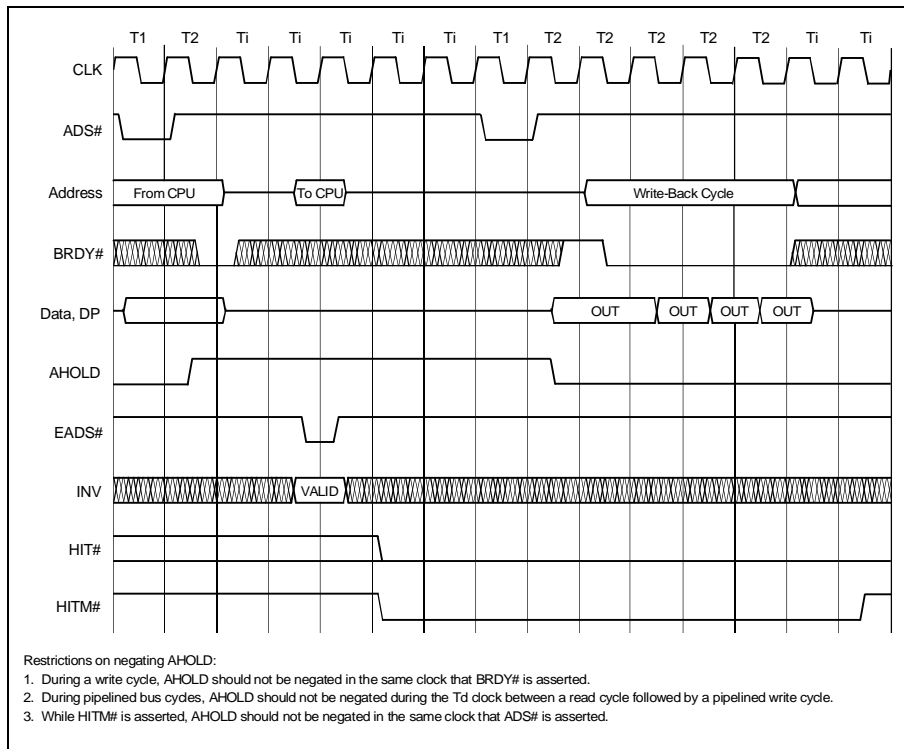 T1 T2 Ti Ti Ti Ti Ti T1 T2 T2 T2 T2 T2 Ti Ti
CLK
ADS#
Address From CPU To CPU Write-Back Cycle
BRDY#
Data, DP OUT OUT OUT OUT
AHOLD
EADS#
INV VALID
HIT#
HITM#
Restrictions on negating AHOLD:
1. During a write cycle, AHOLD should not be negated in the same clock that BRDY# is asserted.
2. During pipelined bus cycles, AHOLD should not be negated during the Td clock between a read cycle followed by a pipelined write cycle.
3. While HITM# is asserted, AHOLD should not be negated in the same clock that ADS# is asserted.